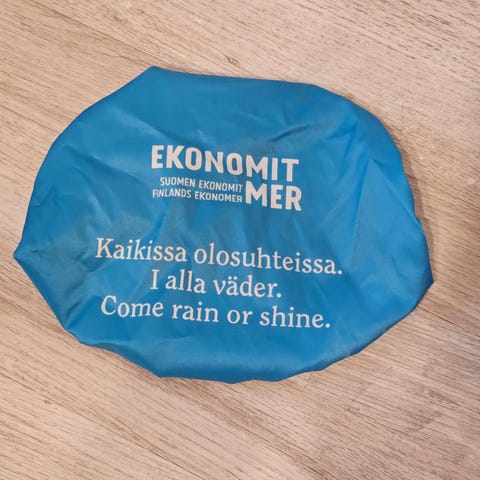 EKONOMIT
SUOMEN EKONOMIT
FINLANDS EKONOMER
MER
Kaikissa olosuhteissa.
I alla väder.
Come rain or shine.